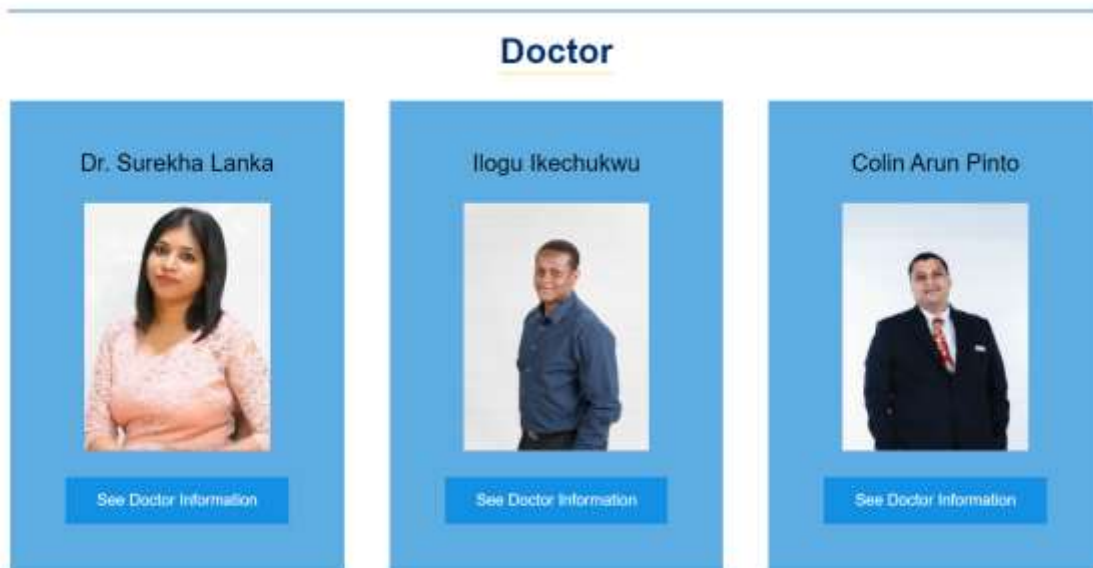 Doctor
Dr. Surekha Lanka
Ilogu Ikechukwu
Colin Arun Pinto
See Doctor Information
See Doctor Information
See Doctor Information